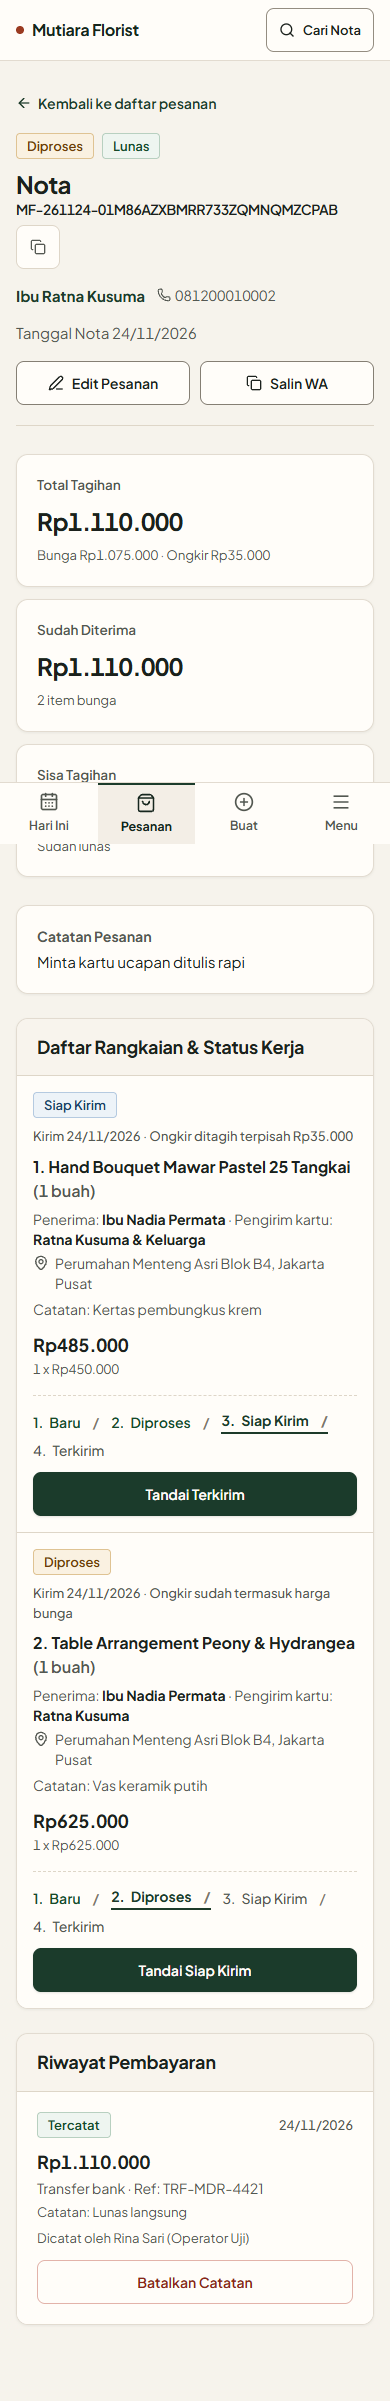 Mutiara Florist
Cari Nota
Kembali ke daftar pesanan
Diproses
Lunas
Nota
MF-261124-01M86AZXBMRR733ZQMNQMZCPAB
Ibu Ratna Kusuma
081200010002
Tanggal Nota 24/11/2026
Edit Pesanan
Salin WA
Total Tagihan
Rp1.110.000
Bunga Rp1.075.000 · Ongkir Rp35.000
Sudah Diterima
Rp1.110.000
2 item bunga
Sisa Tagihan
Hari Ini
Pesanan
Buat
Menu
Sudah lunas
Catatan Pesanan
Minta kartu ucapan ditulis rapi
Daftar Rangkaian & Status Kerja
Siap Kirim
Kirim 24/11/2026 · Ongkir ditagih terpisah Rp35.000
1. Hand Bouquet Mawar Pastel 25 Tangkai
(1 buah)
Penerima: Ibu Nadia Permata · Pengirim kartu:
Ratna Kusuma & Keluarga
Perumahan Menteng Asri Blok B4, Jakarta
Pusat
Catatan: Kertas pembungkus krem
Rp485.000
1 x Rp450.000
1. Baru / 2. Diproses / 3. Siap Kirim /
4. Terkirim
Tandai Terkirim
Diproses
Kirim 24/11/2026 · Ongkir sudah termasuk harga
bunga
2. Table Arrangement Peony & Hydrangea
(1 buah)
Penerima: Ibu Nadia Permata · Pengirim kartu:
Ratna Kusuma
Perumahan Menteng Asri Blok B4, Jakarta
Pusat
Catatan: Vas keramik putih
Rp625.000
1 x Rp625.000
1. Baru / 2. Diproses / 3. Siap Kirim /
4. Terkirim
Tandai Siap Kirim
Riwayat Pembayaran
Tercatat
24/11/2026
Rp1.110.000
Transfer bank · Ref: TRF-MDR-4421
Catatan: Lunas langsung
Dicatat oleh Rina Sari (Operator Uji)
Batalkan Catatan